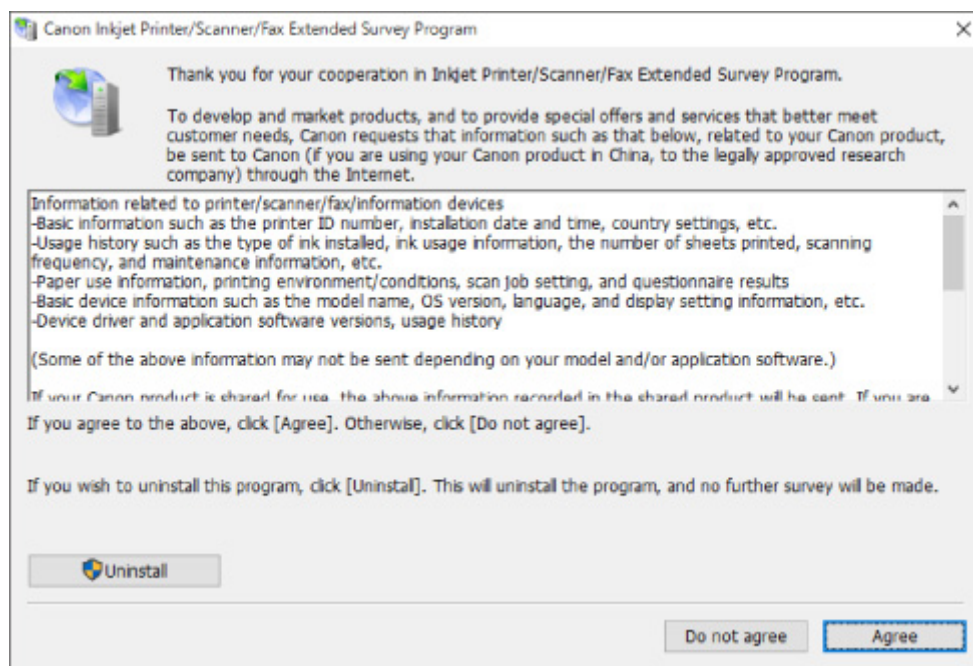 Canon Inkjet Printer/Scanner/Fax Extended Survey Program
Thank you for your cooperation in Inkjet Printer/Scanner/Fax Extended Survey Program.
To develop and market products, and to provide special offers and services that better meet
customer needs, Canon requests that information such as that below, related to your Canon product,
be sent to Canon (if you are using your Canon product in China, to the legally approved research
company) through the Internet.
Information related to printer/scanner/fax/information devices
-Basic information such as the printer ID number, installation date and time, country settings, etc.
-Usage history such as the type of ink installed, ink usage information, the number of sheets printed, scanning
frequency, and maintenance information, etc.
-Paper use information, printing environment/conditions, scan job setting, and questionnaire results
-Basic device information such as the model name, OS version, language, and display setting information, etc.
-Device driver and application software versions, usage history
(Some of the above information may not be sent depending on your model and/or application software.)
If your Canon product is shared for use, the above information recorded in the shared product will be sent. If you are
If you agree to the above, click [Agree]. Otherwise, click [Do not agree].
If you wish to uninstall this program, click [Uninstall]. This will uninstall the program, and no further survey will be made.
Uninstall
Do not agree
Agree